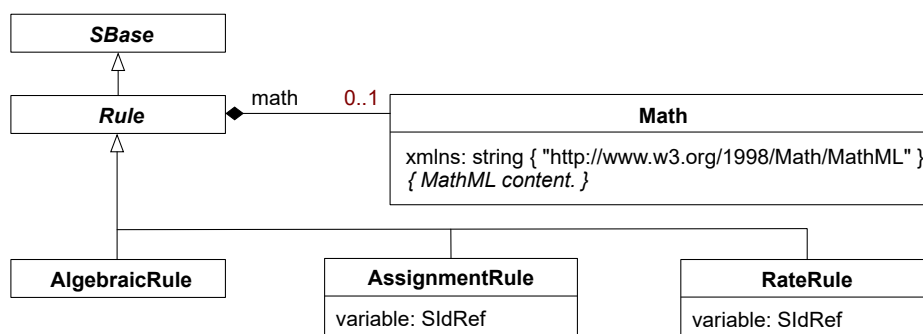 SBase
Rule
math 0..1
Math
xmlns: string { "http://www.w3.org/1998/Math/MathML" }
{ MathML content. }
AlgebraicRule
AssignmentRule
variable: SIdRef
RateRule
variable: SIdRef